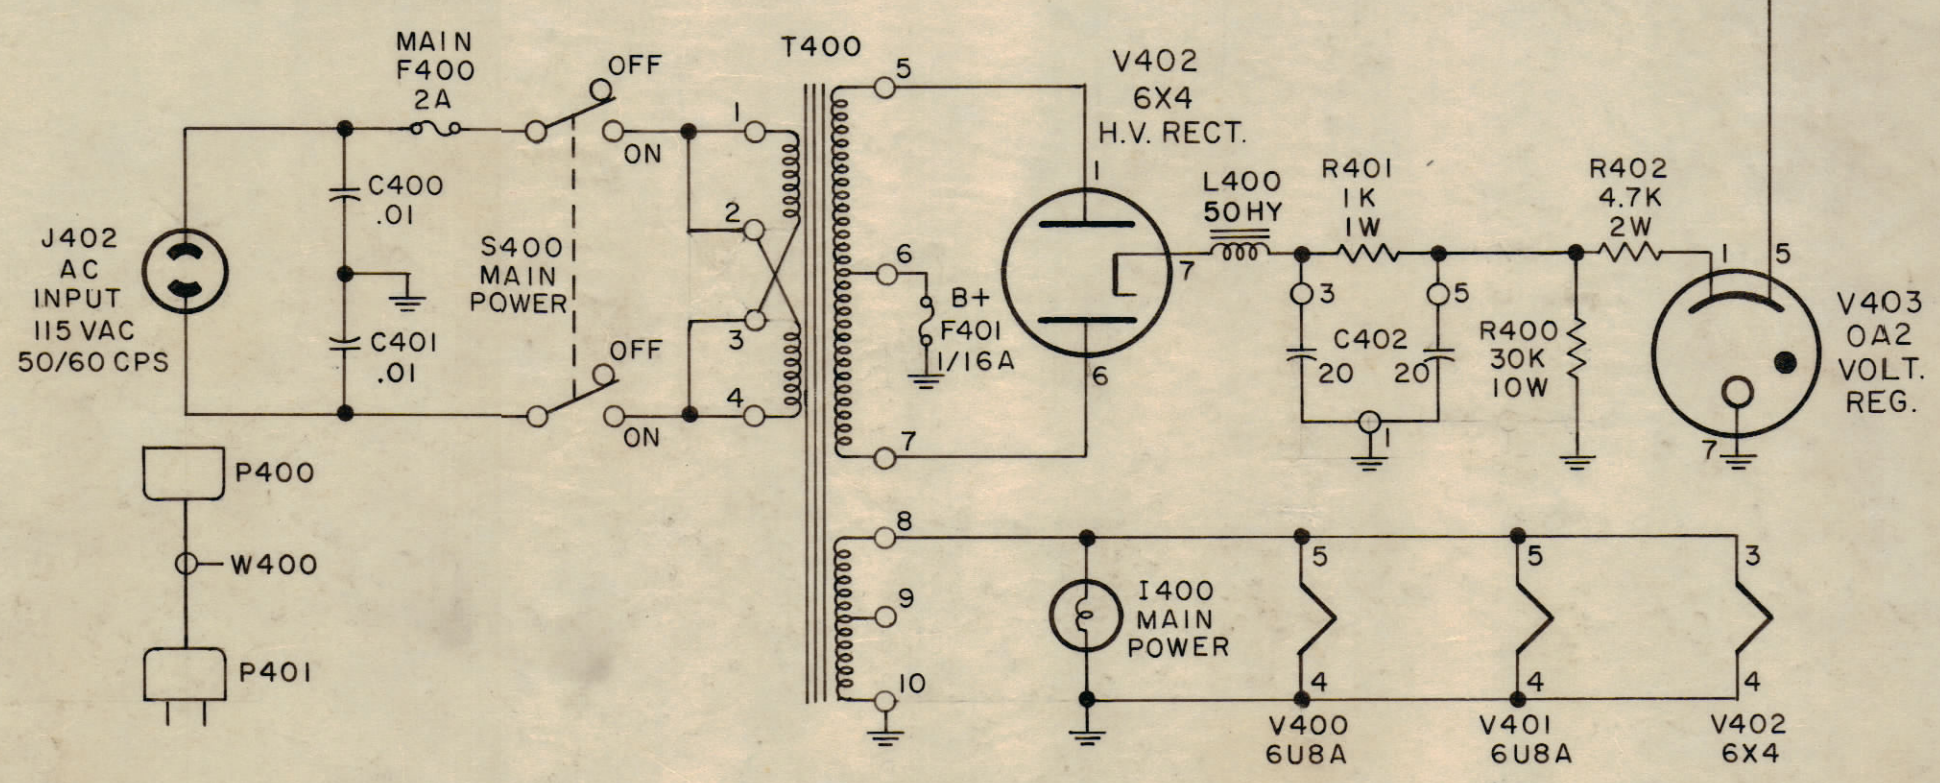 MAIN
F400
2A
OFF
ON
T400
1
2
3
4
5
6
7
8
9
10
V402
6X4
H.V. RECT.
1
7
6
C400
.01
C401
.01
J402
AC
INPUT
115 VAC
50/60 CPS
S400
MAIN
POWER
OFF
ON
B+
F401
1/16A
L400
50HY
R401
1K
1W
R402
4.7K
2W
3
5
C402
20
20
1
R400
30K
10W
1
5
7
V403
OA2
VOLT.
REG.
P400
W400
P401
I400
MAIN
POWER
5
4
V400
6U8A
5
4
V401
6U8A
3
4
V402
6X4